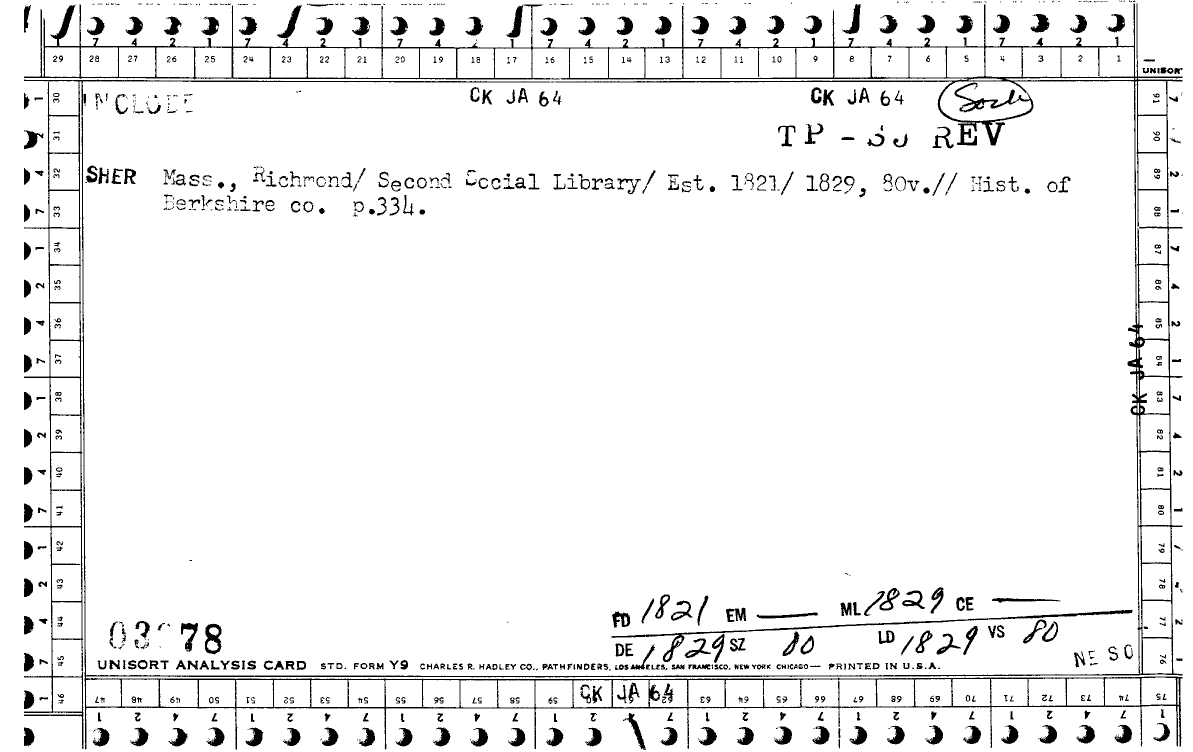 7 4 2 1 7 4 2 1 7 4 2 1 7 4 2 1 7 4 2 1 7 4 2 1 7 4 2 1
29 28 27 26 25 24 23 22 21 20 19 18 17 16 15 14 13 12 11 10 9 8 7 6 5 4 3 2 1
UNISORT
INCLUDE CK JA 64 CK JA 64 Soch
TP - REV
SHER Mass., Richmond/ Second Social Library/ Est. 1821/ 1829, 80v.// Hist. of
Berkshire co. p.334.
30 31 32 33 34 35 36 37 38 39 40 41 42 43 44 45 46
91 90 89 88 87 86 85 84 83 82 81 80 79 78 77 76 75
CK JA 64
FD 1821 EM — ML 1829 CE —
DE 1829 SZ 80 LD 1829 VS 80
NE SO
UNISORT ANALYSIS CARD STD. FORM Y9 CHARLES R. HADLEY CO., PATHFINDERS, LOS ANGELES, SAN FRANCISCO, NEW YORK CHICAGO — PRINTED IN U.S.A.
CK JA 64
47 48 49 50 51 52 53 54 55 56 57 58 59 60 61 62 63 64 65 66 67 68 69 70 71 72 73 74
1 2 4 7 1 2 4 7 1 2 4 7 1 2 4 7 1 2 4 7 1 2 4 7 1 2 4 7